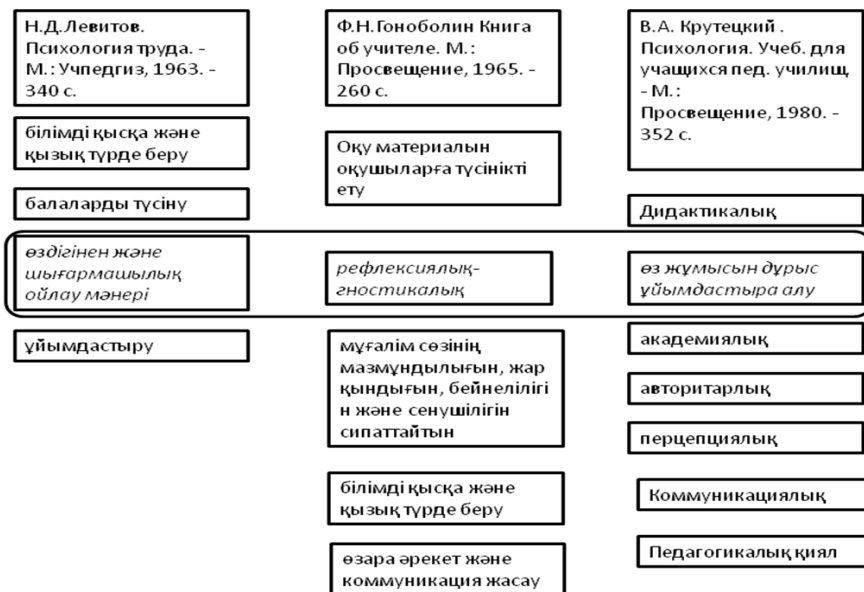 Н.Д.Левитов.
Психология труда. -
М.: Учпедгиз, 1963. -
340 с.
білімді қысқа және
қызық түрде беру
балаларды түсіну
өздігінен және
шығармашылық
ойлау мәнері
ұйымдастыру
Ф.Н.Гоноболин Книга
об учителе. М.:
Просвещение, 1965. -
260 с.
Оқу материалын
оқушыларға түсінікті
ету
рефлексиялық-
гностикалық
мұғалім сөзінің
мазмұндылығын, жар
қындығын, бейнелілігі
н және сенушілігін
сипаттайтын
білімді қысқа және
қызық түрде беру
өзара әрекет және
коммуникация жасау
В.А. Крутецкий .
Психология. Учеб. для
учащихся пед. училищ.
- М.:
Просвещение, 1980. -
352 с.
Дидактикалық
өз жұмысын дұрыс
ұйымдастыра алу
академиялық
авторитарлық
перцепциялық
Коммуникациялық
Педагогикалық қиял